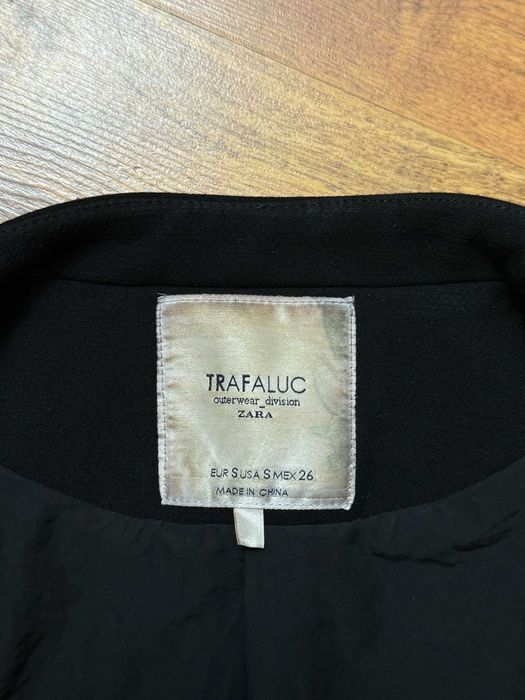 TRAFALUC
outerwear_division
ZARA
EUR S USA S MEX 26
MADE IN CHINA